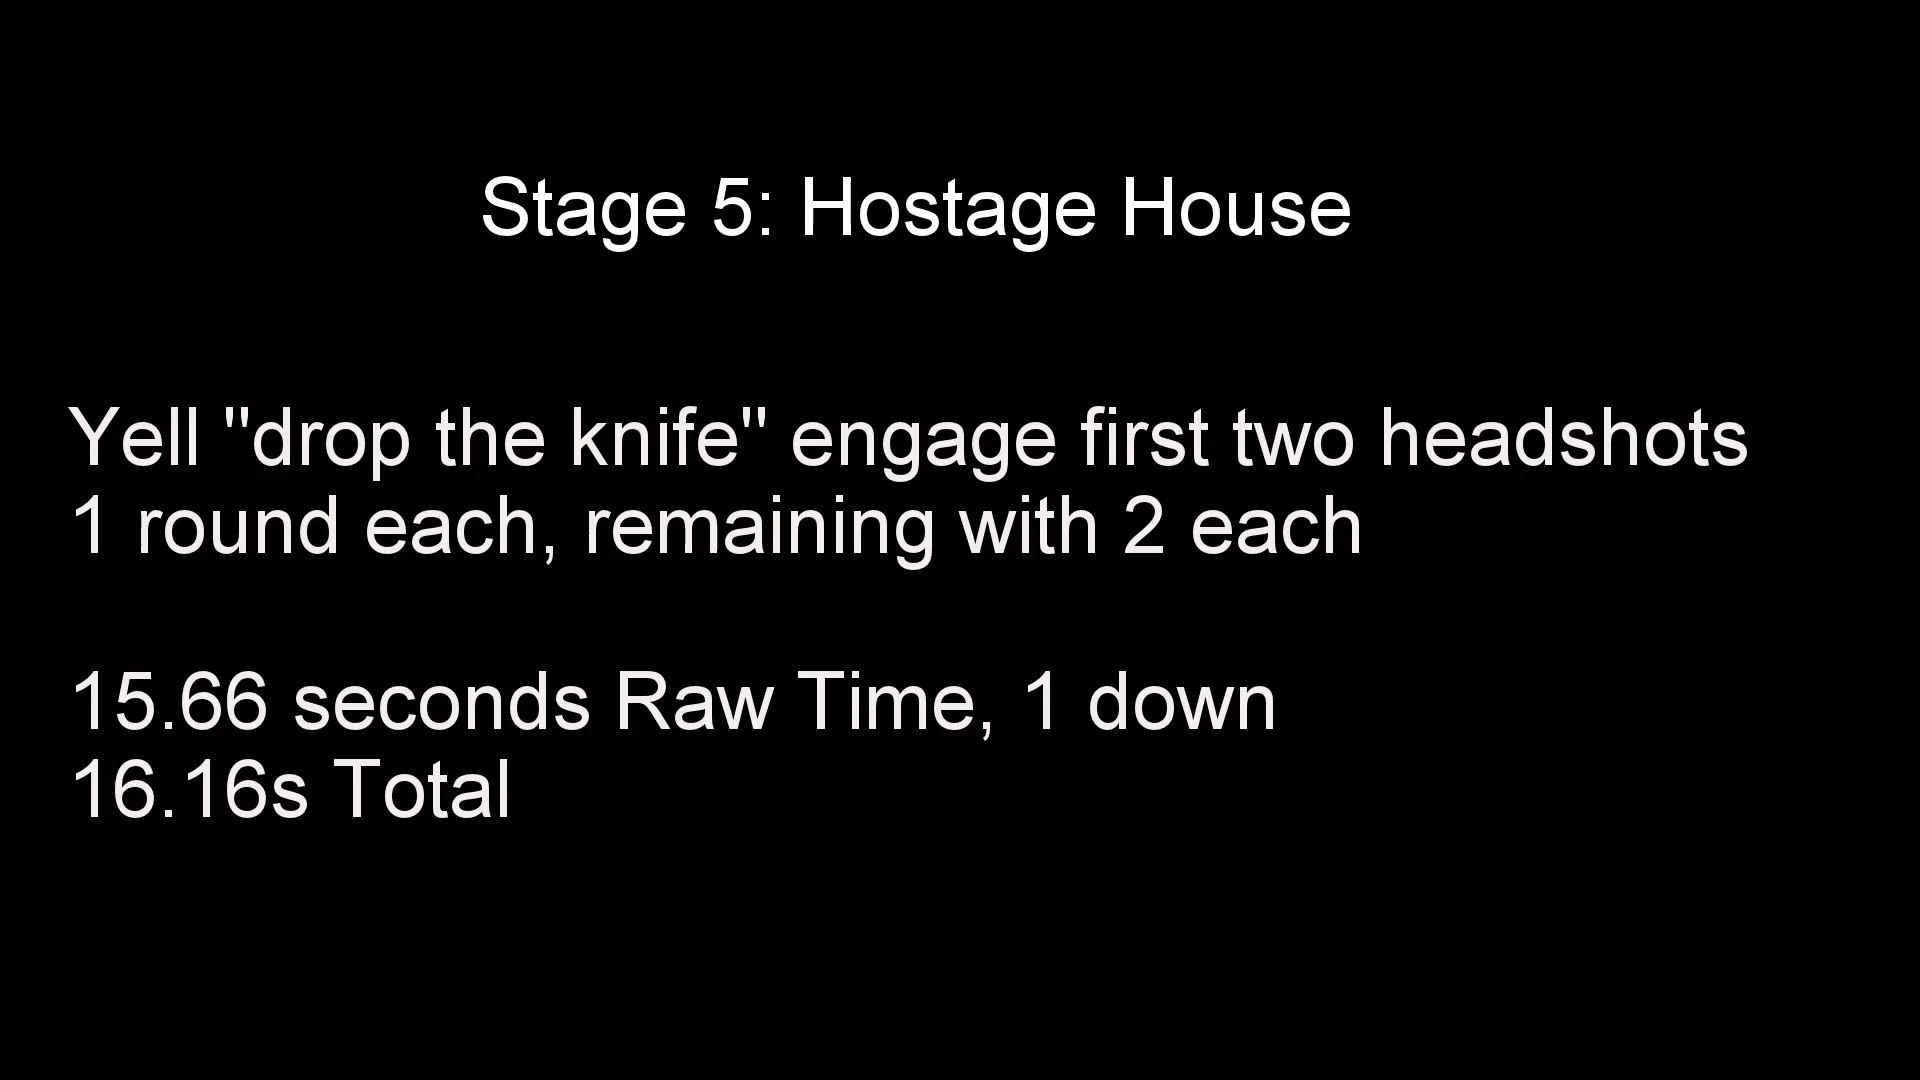 Stage 5: Hostage House
Yell "drop the knife" engage first two headshots
1 round each, remaining with 2 each
15.66 seconds Raw Time, 1 down
16.16s Total